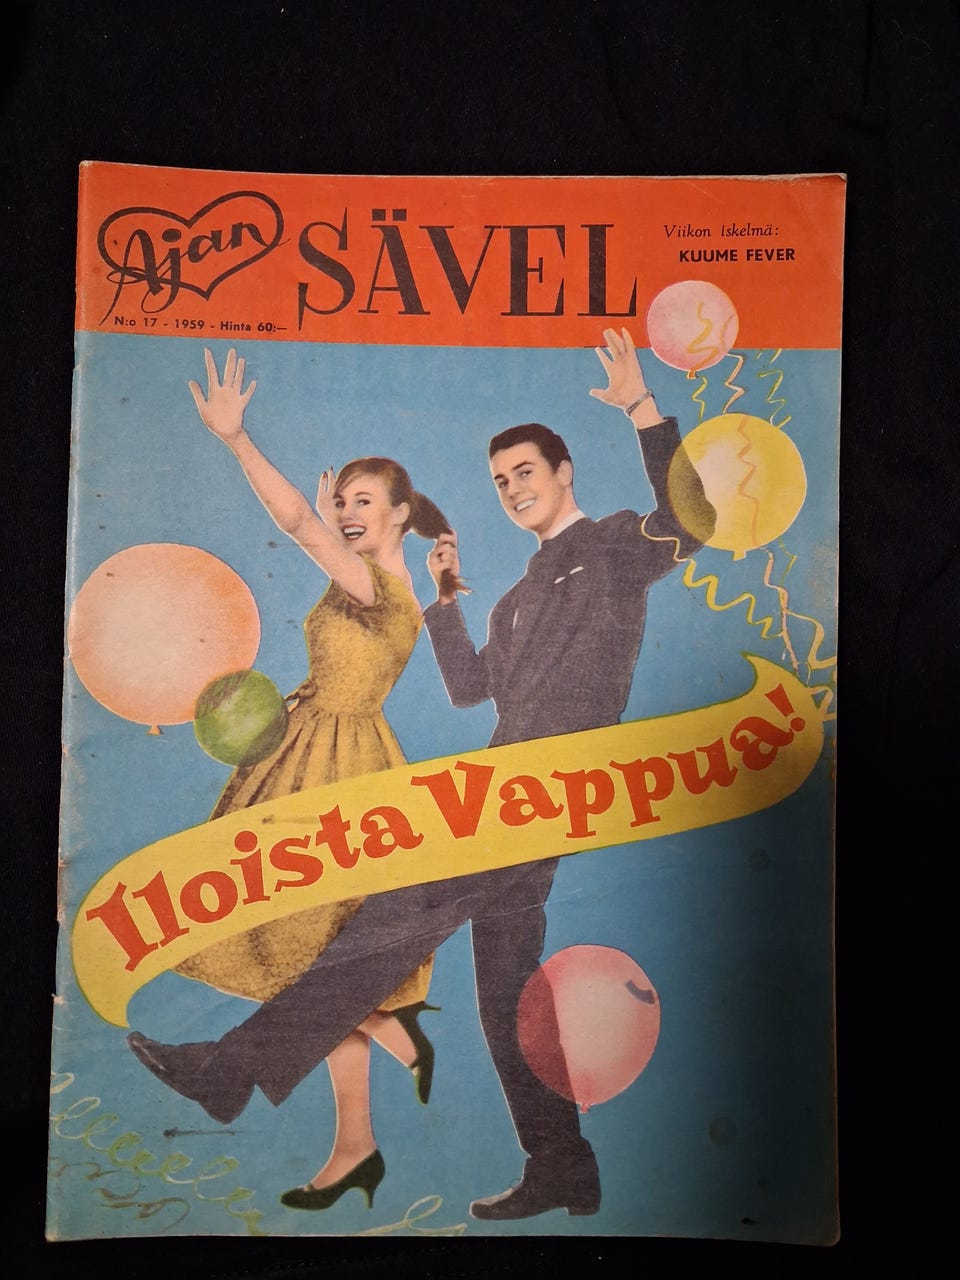 Ajan SÄVEL
Viikon Iskelmä:
KUUME FEVER
N:o 17 - 1959 - Hinta 60:—
Iloista Vappua!